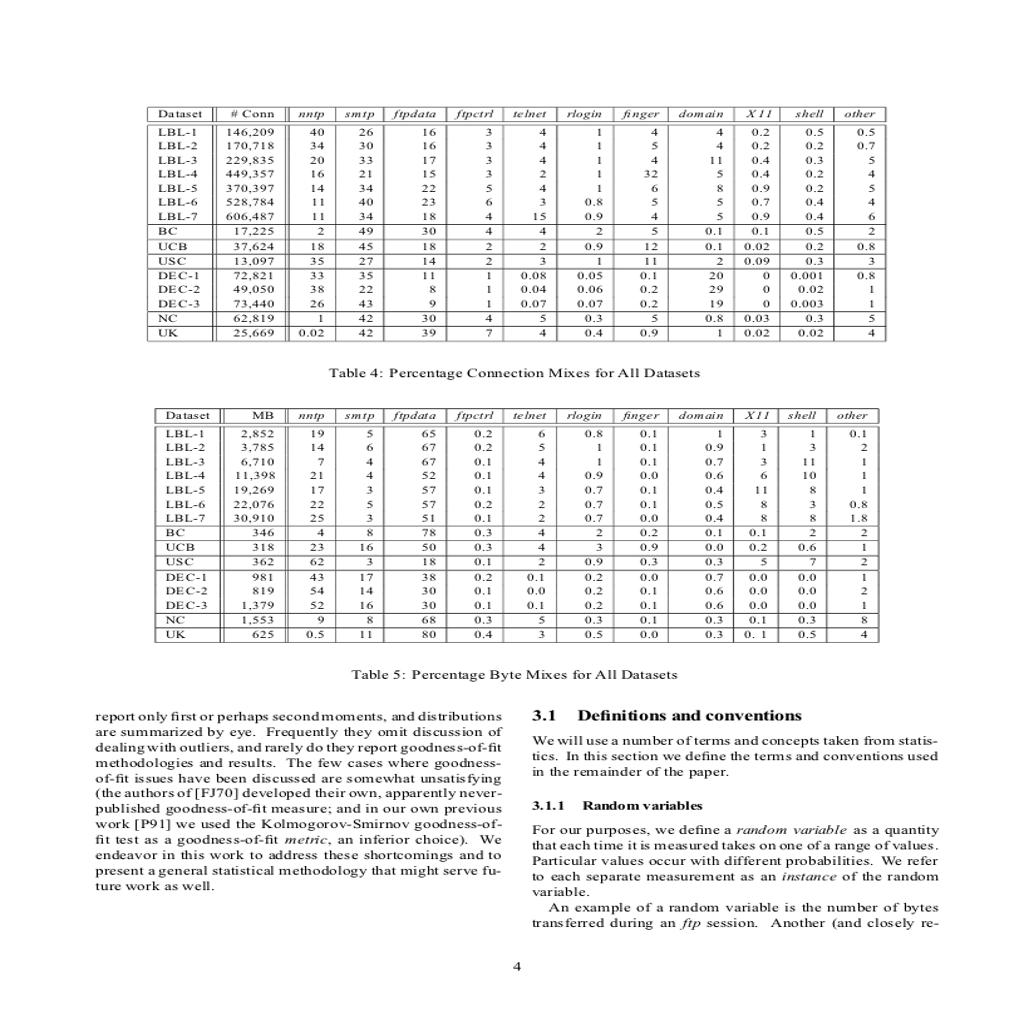 Dataset # Conn nntp smtp ftpdata ftpctrl telnet rlogin finger domain X11 shell other
LBL-1 146,209 40 26 16 3 4 1 4 4 0.2 0.5 0.5
LBL-2 170,718 34 30 16 3 4 1 5 4 0.2 0.2 0.7
LBL-3 229,835 20 33 17 3 4 1 4 11 0.4 0.3 5
LBL-4 449,357 16 21 15 3 2 1 32 5 0.4 0.2 4
LBL-5 370,397 14 34 22 5 4 1 6 8 0.9 0.2 5
LBL-6 528,784 11 40 23 6 3 0.8 5 5 0.7 0.4 4
LBL-7 606,487 11 34 18 4 15 0.9 4 5 0.9 0.4 6
BC 17,225 2 49 30 4 4 2 5 0.1 0.1 0.5 2
UCB 37,624 18 45 18 2 2 0.9 12 0.1 0.02 0.2 0.8
USC 13,097 35 27 14 2 3 1 11 2 0.09 0.3 3
DEC-1 72,821 33 35 11 1 0.08 0.05 0.1 20 0 0.001 0.8
DEC-2 49,050 38 22 8 1 0.04 0.06 0.2 29 0 0.02 1
DEC-3 73,440 26 43 9 1 0.07 0.07 0.2 19 0 0.003 1
NC 62,819 1 42 30 4 5 0.3 5 0.8 0.03 0.3 5
UK 25,669 0.02 42 39 7 4 0.4 0.9 1 0.02 0.02 4
Table 4: Percentage Connection Mixes for All Datasets
Dataset MB nntp smtp ftpdata ftpctrl telnet rlogin finger domain X11 shell other
LBL-1 2,852 19 5 65 0.2 6 0.8 0.1 1 3 1 0.1
LBL-2 3,785 14 6 67 0.2 5 1 0.1 0.9 1 3 2
LBL-3 6,710 7 4 67 0.1 4 1 0.1 0.7 3 11 1
LBL-4 11,398 21 4 52 0.1 4 0.9 0.0 0.6 6 10 1
LBL-5 19,269 17 3 57 0.1 3 0.7 0.1 0.4 11 8 1
LBL-6 22,076 22 5 57 0.2 2 0.7 0.1 0.5 8 3 0.8
LBL-7 30,910 25 3 51 0.1 2 0.7 0.0 0.4 8 8 1.8
BC 346 4 8 78 0.3 4 2 0.2 0.1 0.1 2 2
UCB 318 23 16 50 0.3 4 3 0.9 0.0 0.2 0.6 1
USC 362 62 3 18 0.1 2 0.9 0.3 0.3 5 7 2
DEC-1 981 43 17 38 0.2 0.1 0.2 0.0 0.7 0.0 0.0 1
DEC-2 819 54 14 30 0.1 0.0 0.2 0.1 0.6 0.0 0.0 2
DEC-3 1,379 52 16 30 0.1 0.1 0.2 0.1 0.6 0.0 0.0 1
NC 1,553 9 8 68 0.3 5 0.3 0.1 0.3 0.1 0.3 8
UK 625 0.5 11 80 0.4 3 0.5 0.0 0.3 0. 1 0.5 4
Table 5: Percentage Byte Mixes for All Datasets
report only first or perhaps second moments, and distributions
are summarized by eye. Frequently they omit discussion of
dealing with outliers, and rarely do they report goodness-of-fit
methodologies and results. The few cases where goodness-
of-fit issues have been discussed are somewhat unsatisfying
(the authors of [FJ70] developed their own, apparently never-
published goodness-of-fit measure; and in our own previous
work [P91] we used the Kolmogorov-Smirnov goodness-of-
fit test as a goodness-of-fit metric, an inferior choice). We
endeavor in this work to address these shortcomings and to
present a general statistical methodology that might serve fu-
ture work as well.
3.1 Definitions and conventions
We will use a number of terms and concepts taken from statis-
tics. In this section we define the terms and conventions used
in the remainder of the paper.
3.1.1 Random variables
For our purposes, we define a random variable as a quantity
that each time it is measured takes on one of a range of values.
Particular values occur with different probabilities. We refer
to each separate measurement as an instance of the random
variable.
An example of a random variable is the number of bytes
transferred during an ftp session. Another (and closely re-
4